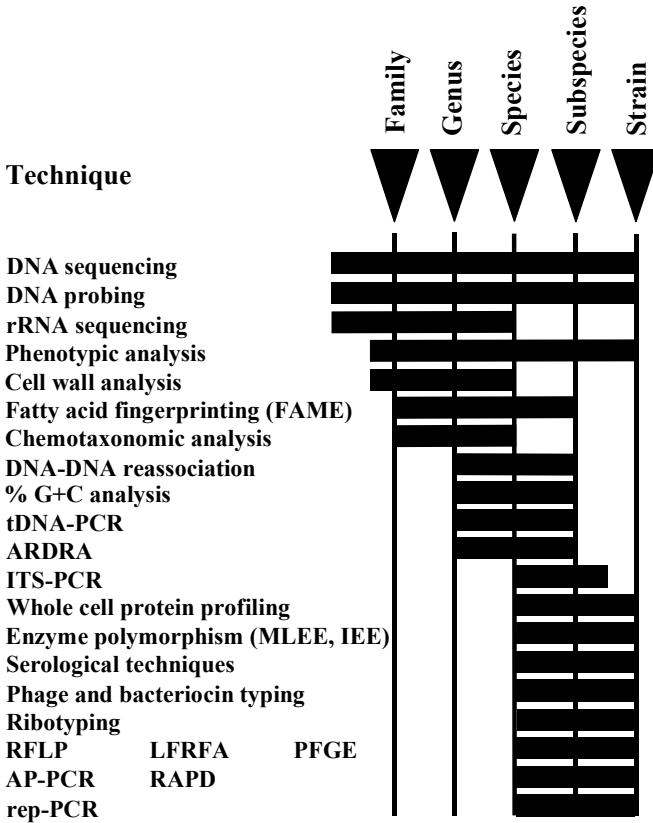 Family
Genus
Species
Subspecies
Strain
Technique
DNA sequencing
DNA probing
rRNA sequencing
Phenotypic analysis
Cell wall analysis
Fatty acid fingerprinting (FAME)
Chemotaxonomic analysis
DNA-DNA reassociation
% G+C analysis
tDNA-PCR
ARDRA
ITS-PCR
Whole cell protein profiling
Enzyme polymorphism (MLEE, IEE)
Serological techniques
Phage and bacteriocin typing
Ribotyping
RFLP LFRFA PFGE
AP-PCR RAPD
rep-PCR